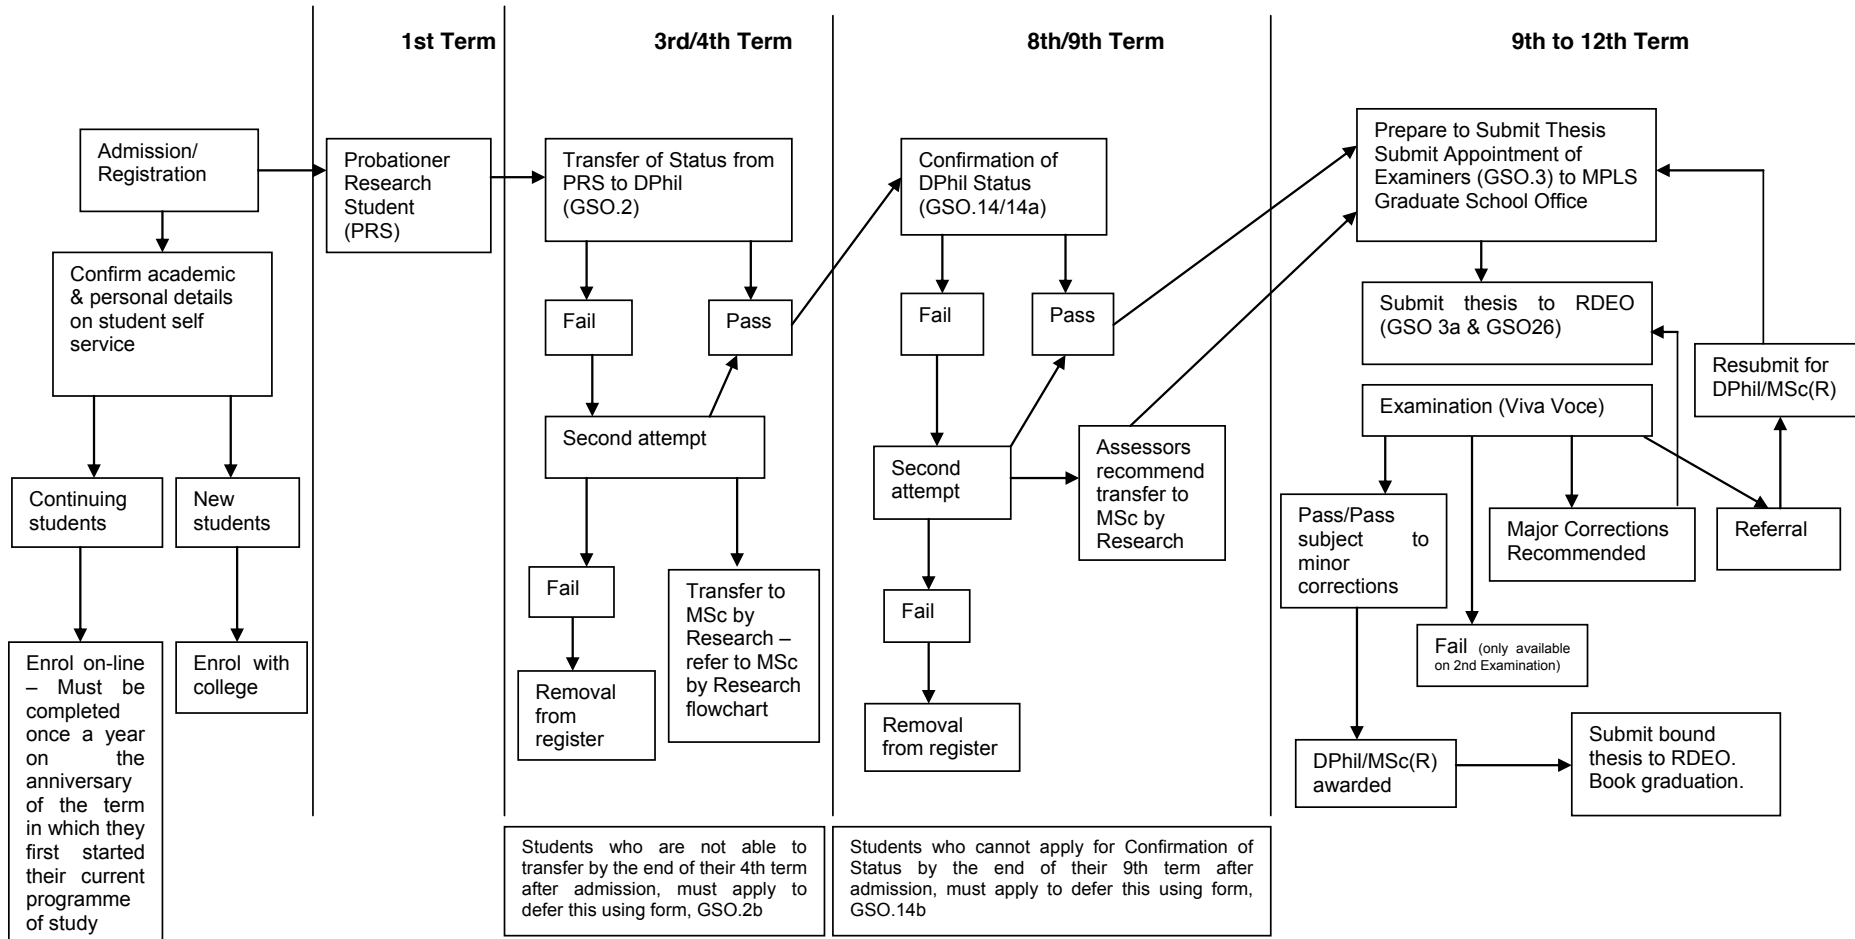 1st Term
3rd/4th Term
8th/9th Term
9th to 12th Term
Admission/
Registration
Confirm academic
& personal details
on student self
service
Continuing
students
New
students
Enrol on-line
– Must be
completed
once a year
on the
anniversary
of the term
in which they
first started
their current
programme
of study
Enrol with
college
Probationer
Research
Student
(PRS)
Transfer of Status from
PRS to DPhil
(GSO.2)
Fail
Pass
Second attempt
Fail
Removal
from
register
Transfer to
MSc by
Research –
refer to MSc
by Research
flowchart
Students who are not able to
transfer by the end of their 4th term
after admission, must apply to
defer this using form, GSO.2b
Confirmation of
DPhil Status
(GSO.14/14a)
Fail
Pass
Second
attempt
Assessors
recommend
transfer to
MSc by
Research
Fail
Removal
from register
Students who cannot apply for Confirmation of
Status by the end of their 9th term after
admission, must apply to defer this using form,
GSO.14b
Prepare to Submit Thesis
Submit Appointment of
Examiners (GSO.3) to MPLS
Graduate School Office
Submit thesis to RDEO
(GSO 3a & GSO26)
Resubmit for
DPhil/MSc(R)
Examination (Viva Voce)
Pass/Pass
subject to
minor
corrections
Major Corrections
Recommended
Referral
Fail (only available
on 2nd Examination)
DPhil/MSc(R)
awarded
Submit bound
thesis to RDEO.
Book graduation.